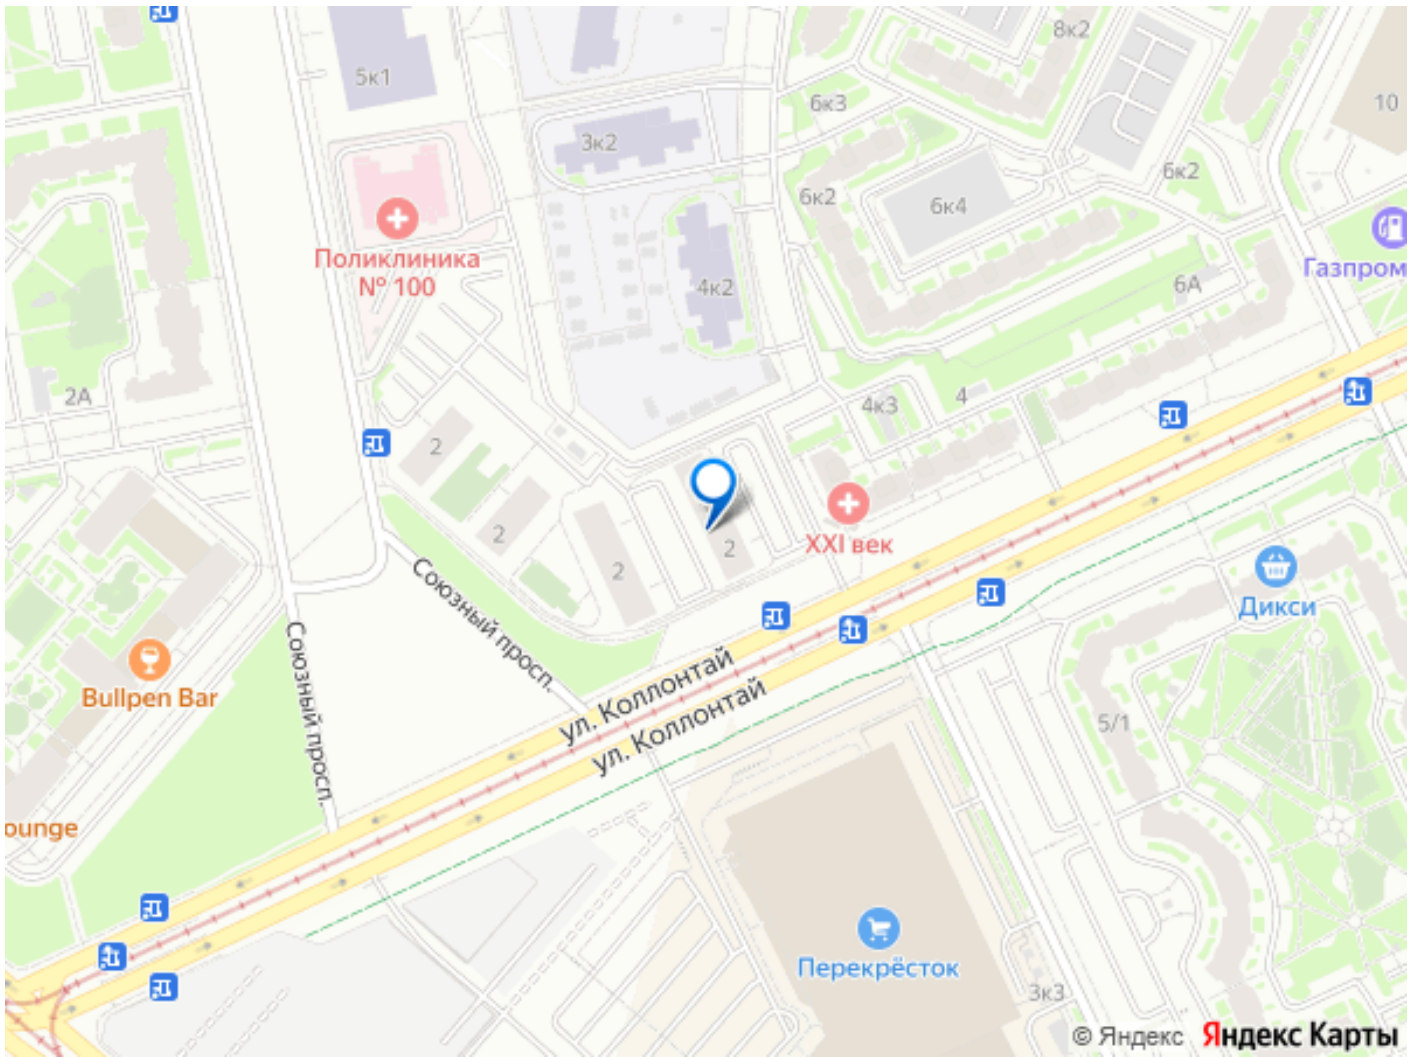 8к2
5к1
10
6к3
3к2
6к2
6к2
6к4
Поликлиника
№ 100
Газпром
4к2
6А
2А
4к3
4
2
2
XXI век
2
2
Союзный просп.
Дикси
Союзный просп.
Bullpen Bar
ул. Коллонтай
ул. Коллонтай
5/1
ounge
Перекрёсток
3к3
© Яндекс Яндекс Карты